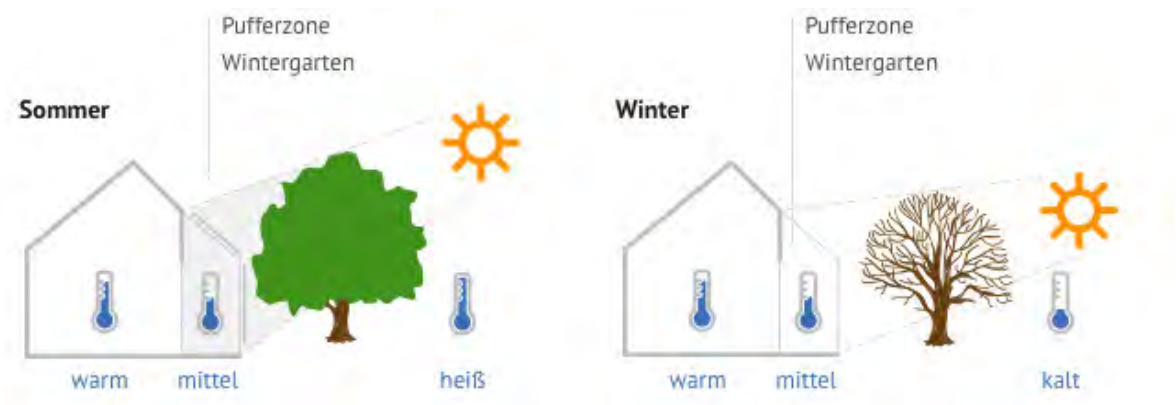 Pufferzone
Wintergarten
Sommer
warm
mittel
heiß
Pufferzone
Wintergarten
Winter
warm
mittel
kalt